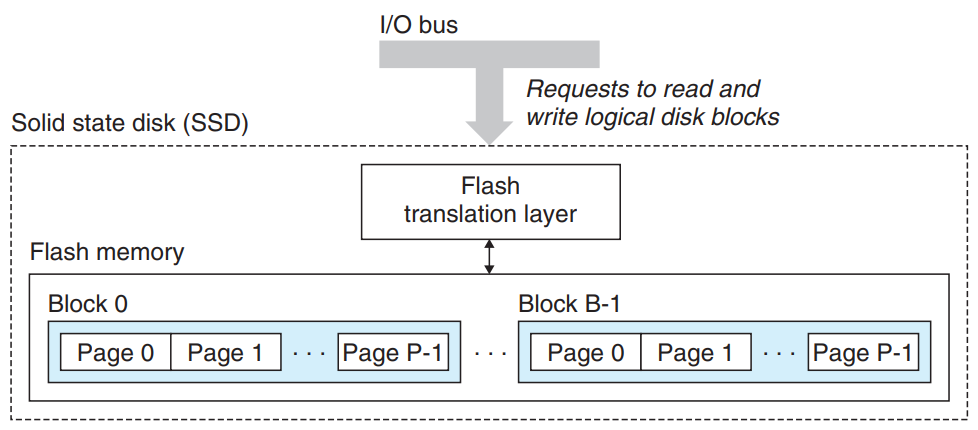 I/O bus
Requests to read and
write logical disk blocks
Solid state disk (SSD)
Flash
translation layer
Flash memory
Block 0
Block B-1
Page 0 Page 1 · · · Page P-1 · · · Page 0 Page 1 · · · Page P-1